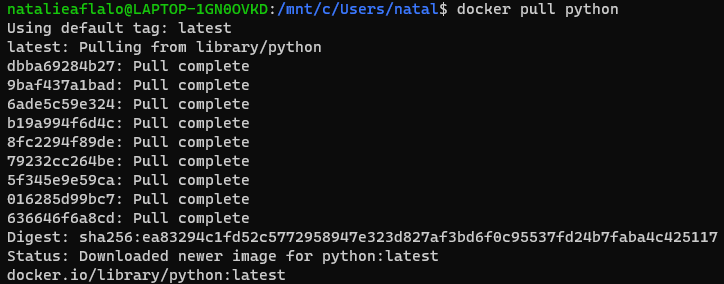 natalieaflalo@LAPTOP-1GN0OVKD:/mnt/c/Users/natal$ docker pull python
Using default tag: latest
latest: Pulling from library/python
dbba69284b27: Pull complete
9baf437a1bad: Pull complete
6ade5c59e324: Pull complete
b19a994f6d4c: Pull complete
8fc2294f89de: Pull complete
79232cc264be: Pull complete
5f345e9e59ca: Pull complete
016285d99bc7: Pull complete
636646f6a8cd: Pull complete
Digest: sha256:ea83294c1fd52c5772958947e323d827af3bd6f0c95537fd24b7faba4c425117
Status: Downloaded newer image for python:latest
docker.io/library/python:latest